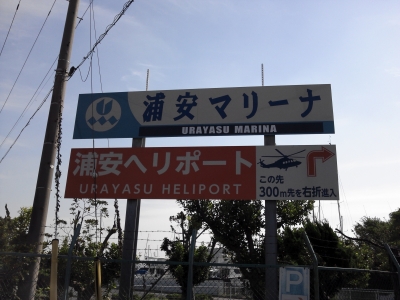 浦安マリーナ
URAYASU MARINA
浦安ヘリポート
URAYASU HELIPORT
この先
300m先を右折進入
P